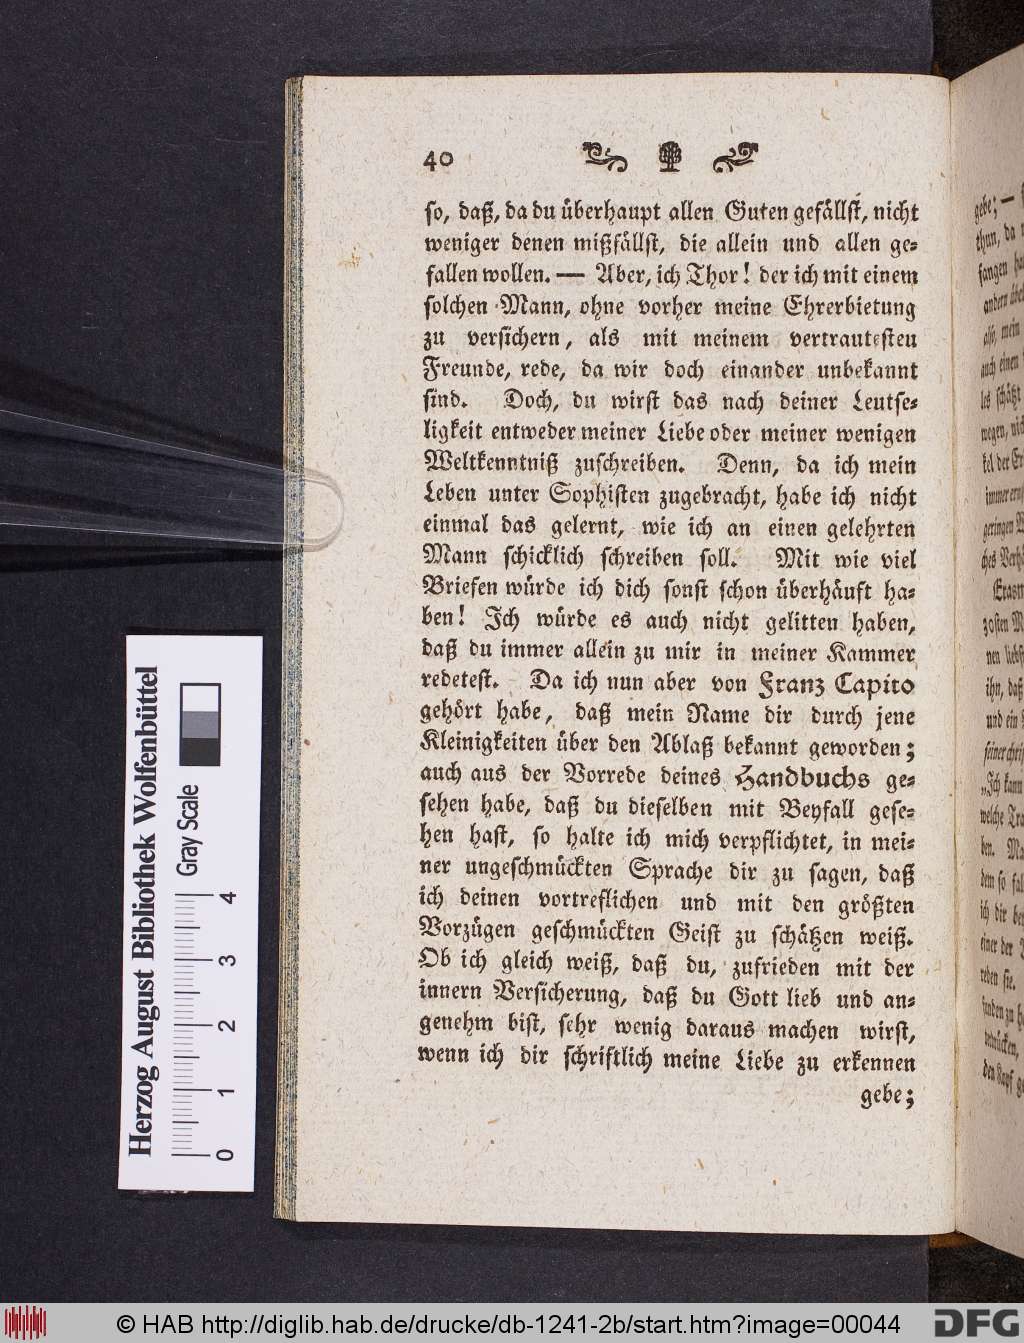 40
so, daß, da du überhaupt allen Guten gefällst, nicht
weniger denen mißfällst, die allein und allen ge-
fallen wollen. — Aber, ich Thor! der ich mit einem
solchen Mann, ohne vorher meine Ehrerbietung
zu versichern, als mit meinem vertrautesten
Freunde, rede, da wir doch einander unbekannt
sind. Doch, du wirst das nach deiner Leutse-
ligkeit entweder meiner Liebe oder meiner wenigen
Weltkenntniß zuschreiben. Denn, da ich mein
Leben unter Sophisten zugebracht, habe ich nicht
einmal das gelernt, wie ich an einen gelehrten
Mann schicklich schreiben soll. Mit wie viel
Briefen würde ich dich sonst schon überhäuft ha-
ben! Ich würde es auch nicht gelitten haben,
daß du immer allein zu mir in meiner Kammer
redetest. Da ich nun aber von Franz Capito
gehört habe, daß mein Name dir durch jene
Kleinigkeiten über den Ablaß bekannt geworden;
auch aus der Vorrede deines Handbuchs ge-
sehen habe, daß du dieselben mit Beyfall gese-
hen hast, so halte ich mich verpflichtet, in mei-
ner ungeschmückten Sprache dir zu sagen, daß
ich deinen vortreflichen und mit den größten
Vorzügen geschmückten Geist zu schätzen weiß.
Ob ich gleich weiß, daß du, zufrieden mit der
innern Versicherung, daß du Gott lieb und an-
genehm bist, sehr wenig daraus machen wirst,
wenn ich dir schriftlich meine Liebe zu erkennen
gebe;
Herzog August Bibliothek Wolfenbüttel
Gray Scale
0 1 2 3 4
© HAB http://diglib.hab.de/drucke/db-1241-2b/start.htm?image=00044
DFG